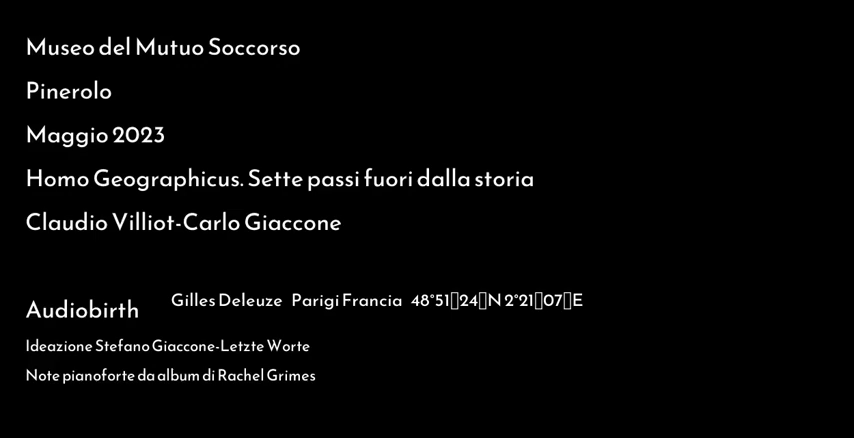 Museo del Mutuo Soccorso
Pinerolo
Maggio 2023
Homo Geographicus. Sette passi fuori dalla storia
Claudio Villiot-Carlo Giaccone
Audiobirth Gilles Deleuze Parigi Francia 48°51▯24▯N 2°21▯07▯E
Ideazione Stefano Giaccone-Letzte Worte
Note pianoforte da album di Rachel Grimes